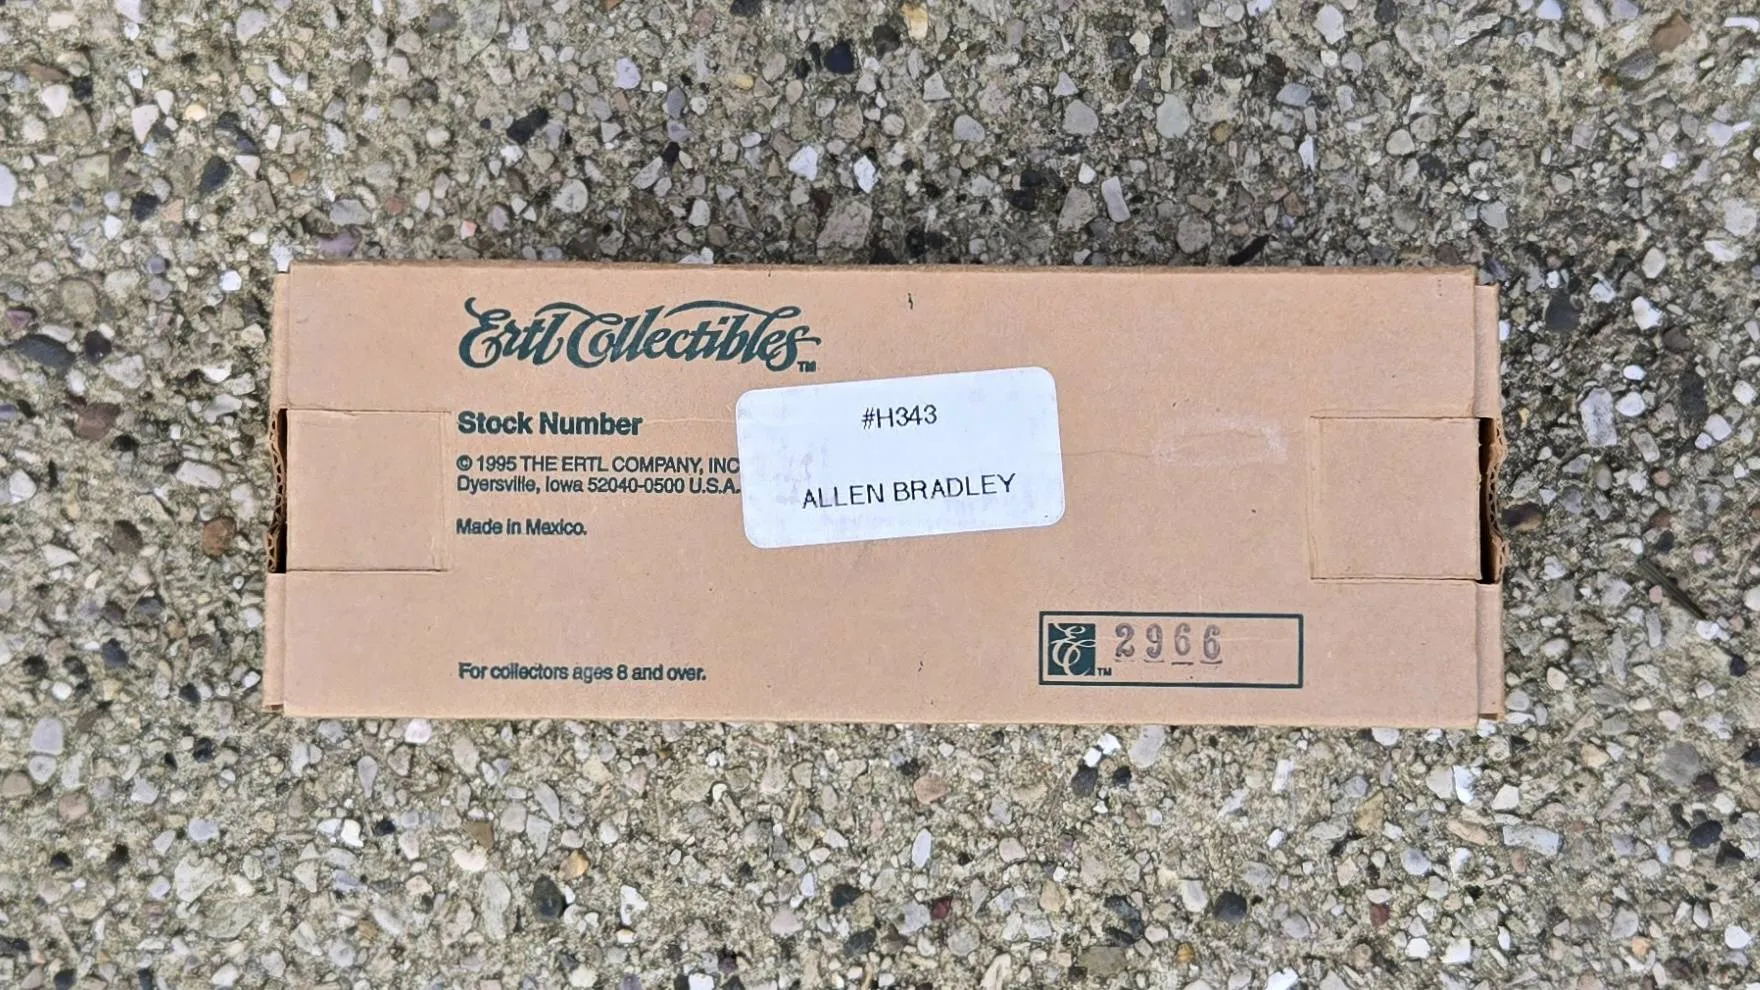 Ertl Collectibles™
Stock Number
© 1995 THE ERTL COMPANY, INC
Dyersville, Iowa 52040-0500 U.S.A.
Made in Mexico.
#H343
ALLEN BRADLEY
For collectors ages 8 and over.
E™ 2966